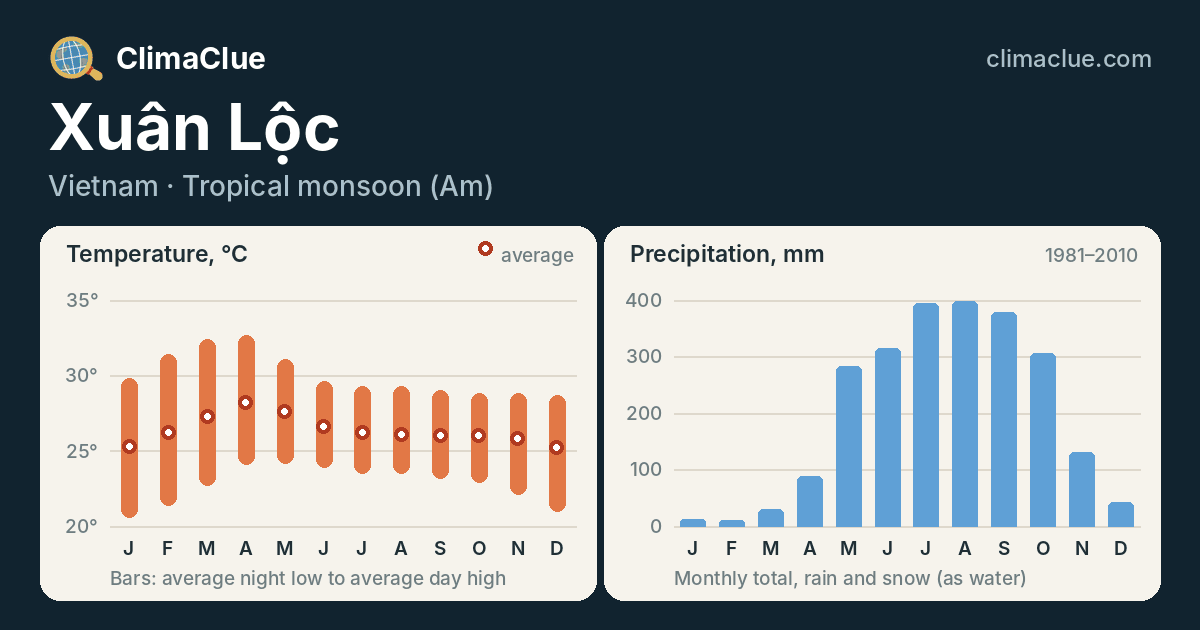 ClimaClue
climaclue.com
Xuân Lộc
Vietnam · Tropical monsoon (Am)
Temperature, °C
average
35°
30°
25°
20°
J F M A M J J A S O N D
Bars: average night low to average day high
Precipitation, mm
1981–2010
400
300
200
100
0
J F M A M J J A S O N D
Monthly total, rain and snow (as water)